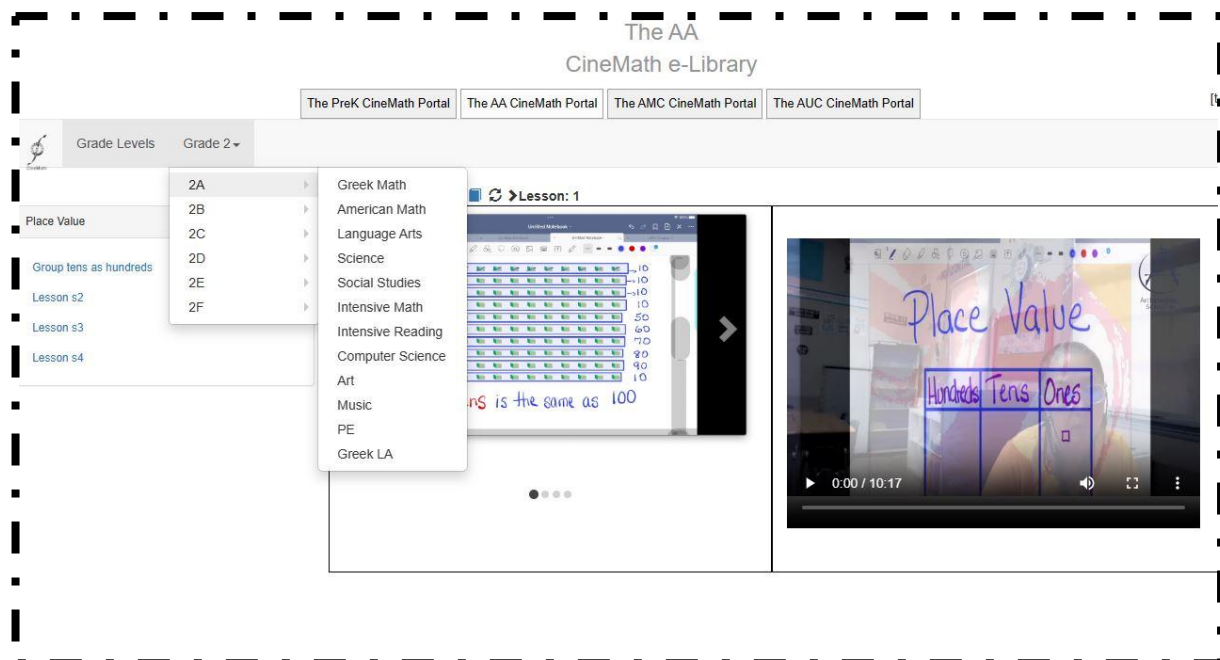 The AA
CineMath e-Library
The PreK CineMath Portal
The AA CineMath Portal
The AMC CineMath Portal
The AUC CineMath Portal
Grade Levels
Grade 2
2A
2B
2C
2D
2E
2F
Greek Math
American Math
Language Arts
Science
Social Studies
Intensive Math
Intensive Reading
Computer Science
Art
Music
PE
Greek LA
Place Value
Group tens as hundreds
Lesson s2
Lesson s3
Lesson s4
Lesson: 1
Untitled Notebook
10
10
10
10
50
60
70
80
90
10
is the same as 100
Place Value
Hundreds Tens Ones
0:00 / 10:17